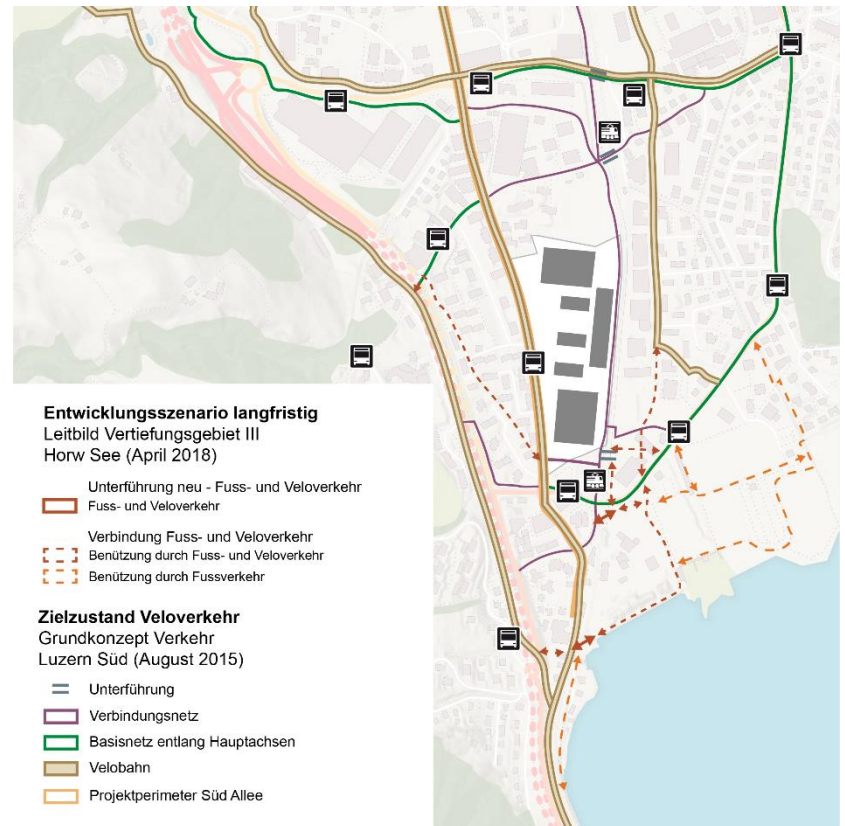 Entwicklungsszenario langfristig
Leitbild Vertiefungsgebiet III
Horw See (April 2018)
Unterführung neu - Fuss- und Veloverkehr
Fuss- und Veloverkehr
Verbindung Fuss- und Veloverkehr
Benützung durch Fuss- und Veloverkehr
Benützung durch Fussverkehr
Zielzustand Veloverkehr
Grundkonzept Verkehr
Luzern Süd (August 2015)
Unterführung
Verbindungsnetz
Basisnetz entlang Hauptachsen
Velobahn
Projektperimeter Süd Allee